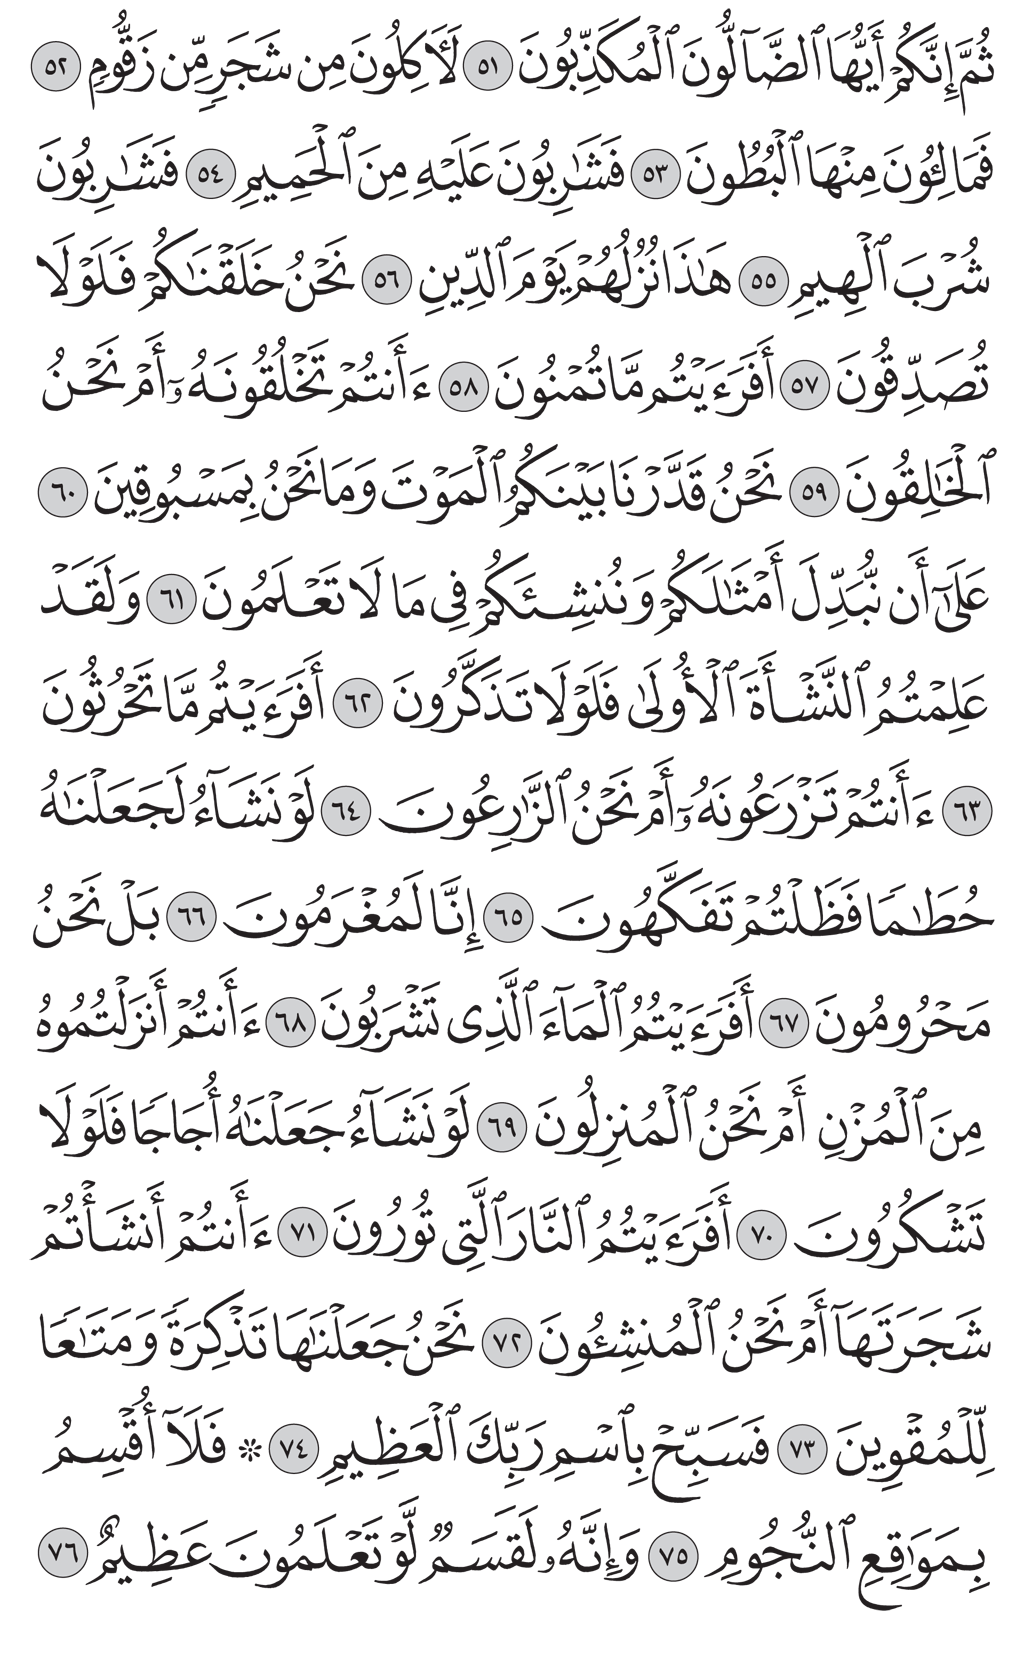 ثُمَّ إِنَّكُمْ أَيُّهَا ٱلضَّآلُّونَ ٱلْمُكَذِّبُونَ ٥١ لَـَٔاكِلُونَ مِن شَجَرٍ مِّن زَقُّومٍ ٥٢
فَمَالِـُٔونَ مِنْهَا ٱلْبُطُونَ ٥٣ فَشَٰرِبُونَ عَلَيْهِ مِنَ ٱلْحَمِيمِ ٥٤ فَشَٰرِبُونَ
شُرْبَ ٱلْهِيمِ ٥٥ هَٰذَا نُزُلُهُمْ يَوْمَ ٱلدِّينِ ٥٦ نَحْنُ خَلَقْنَٰكُمْ فَلَوْلَا
تُصَدِّقُونَ ٥٧ أَفَرَءَيْتُم مَّا تُمْنُونَ ٥٨ ءَأَنتُمْ تَخْلُقُونَهُۥٓ أَمْ نَحْنُ
ٱلْخَٰلِقُونَ ٥٩ نَحْنُ قَدَّرْنَا بَيْنَكُمُ ٱلْمَوْتَ وَمَا نَحْنُ بِمَسْبُوقِينَ ٦٠
عَلَىٰٓ أَن نُّبَدِّلَ أَمْثَٰلَكُمْ وَنُنشِئَكُمْ فِى مَا لَا تَعْلَمُونَ ٦١ وَلَقَدْ
عَلِمْتُمُ ٱلنَّشْأَةَ ٱلْأُولَىٰ فَلَوْلَا تَذَكَّرُونَ ٦٢ أَفَرَءَيْتُم مَّا تَحْرُثُونَ
٦٣ ءَأَنتُمْ تَزْرَعُونَهُۥٓ أَمْ نَحْنُ ٱلزَّٰرِعُونَ ٦٤ لَوْ نَشَآءُ لَجَعَلْنَٰهُ
حُطَٰمًا فَظَلْتُمْ تَفَكَّهُونَ ٦٥ إِنَّا لَمُغْرَمُونَ ٦٦ بَلْ نَحْنُ
مَحْرُومُونَ ٦٧ أَفَرَءَيْتُمُ ٱلْمَآءَ ٱلَّذِى تَشْرَبُونَ ٦٨ ءَأَنتُمْ أَنزَلْتُمُوهُ
مِنَ ٱلْمُزْنِ أَمْ نَحْنُ ٱلْمُنزِلُونَ ٦٩ لَوْ نَشَآءُ جَعَلْنَٰهُ أُجَاجًا فَلَوْلَا
تَشْكُرُونَ ٧٠ أَفَرَءَيْتُمُ ٱلنَّارَ ٱلَّتِى تُورُونَ ٧١ ءَأَنتُمْ أَنشَأْتُمْ
شَجَرَتَهَآ أَمْ نَحْنُ ٱلْمُنشِـُٔونَ ٧٢ نَحْنُ جَعَلْنَٰهَا تَذْكِرَةً وَمَتَٰعًا
لِّلْمُقْوِينَ ٧٣ فَسَبِّحْ بِٱسْمِ رَبِّكَ ٱلْعَظِيمِ ٧٤ ۞ فَلَآ أُقْسِمُ
بِمَوَٰقِعِ ٱلنُّجُومِ ٧٥ وَإِنَّهُۥ لَقَسَمٌ لَّوْ تَعْلَمُونَ عَظِيمٌ ٧٦